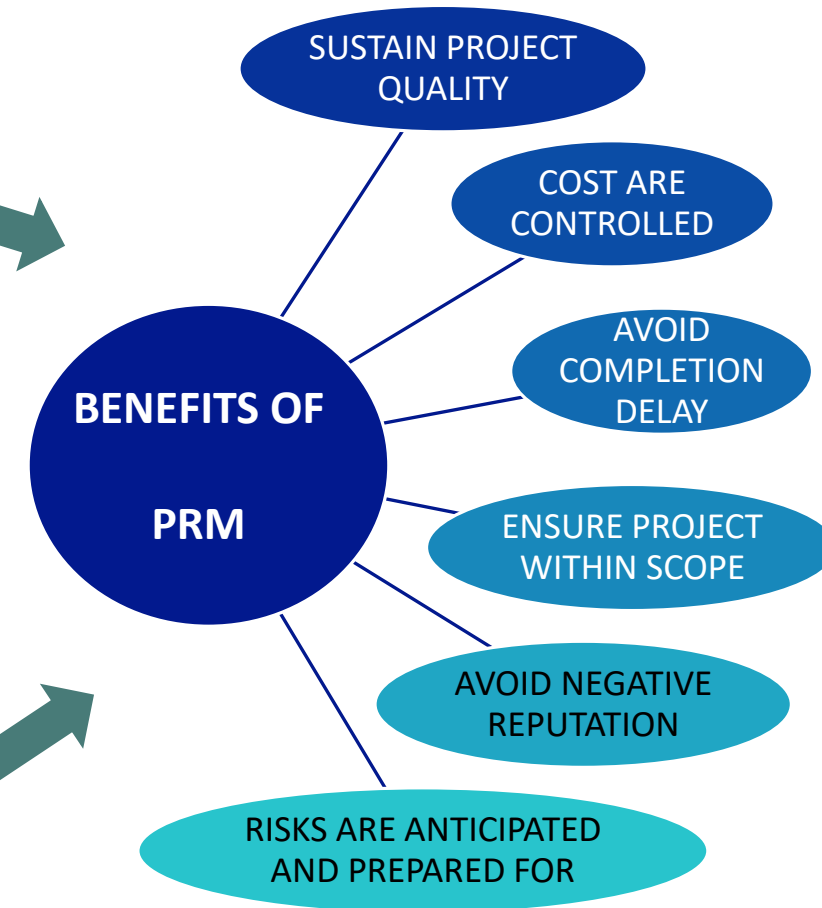 SUSTAIN PROJECT
QUALITY
COST ARE
CONTROLLED
AVOID
COMPLETION
DELAY
BENEFITS OF
PRM
ENSURE PROJECT
WITHIN SCOPE
AVOID NEGATIVE
REPUTATION
RISKS ARE ANTICIPATED
AND PREPARED FOR